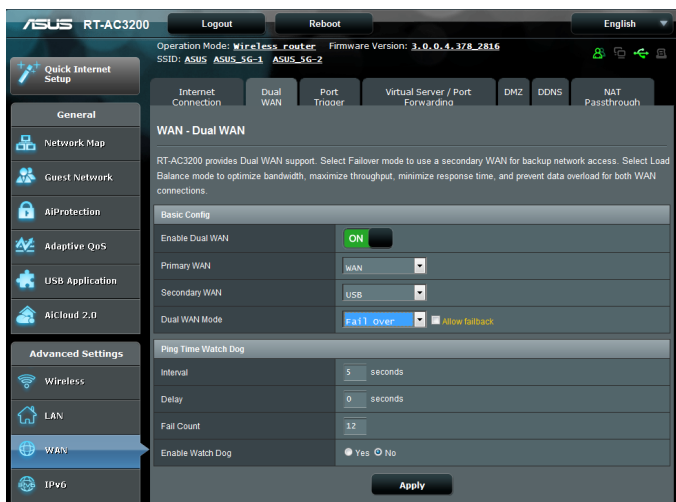 ASUS RT-AC3200 Logout Reboot English
Operation Mode: Wireless router Firmware Version: 3.0.0.4.378_2816
SSID: ASUS ASUS_5G-1 ASUS_5G-2
Quick Internet
Setup
General
Network Map
Guest Network
AiProtection
Adaptive QoS
USB Application
AiCloud 2.0
Advanced Settings
Wireless
LAN
WAN
IPv6
Internet
Connection
Dual
WAN
Port
Trigger
Virtual Server / Port
Forwarding
DMZ
DDNS
NAT
Passthrough
WAN - Dual WAN
RT-AC3200 provides Dual WAN support. Select Failover mode to use a secondary WAN for backup network access. Select Load
Balance mode to optimize bandwidth, maximize throughput, minimize response time, and prevent data overload for both WAN
connections.
Basic Config
Enable Dual WAN ON
Primary WAN WAN
Secondary WAN USB
Dual WAN Mode Fail Over Allow failback
Ping Time Watch Dog
Interval 5 seconds
Delay 0 seconds
Fail Count 12
Enable Watch Dog Yes No
Apply